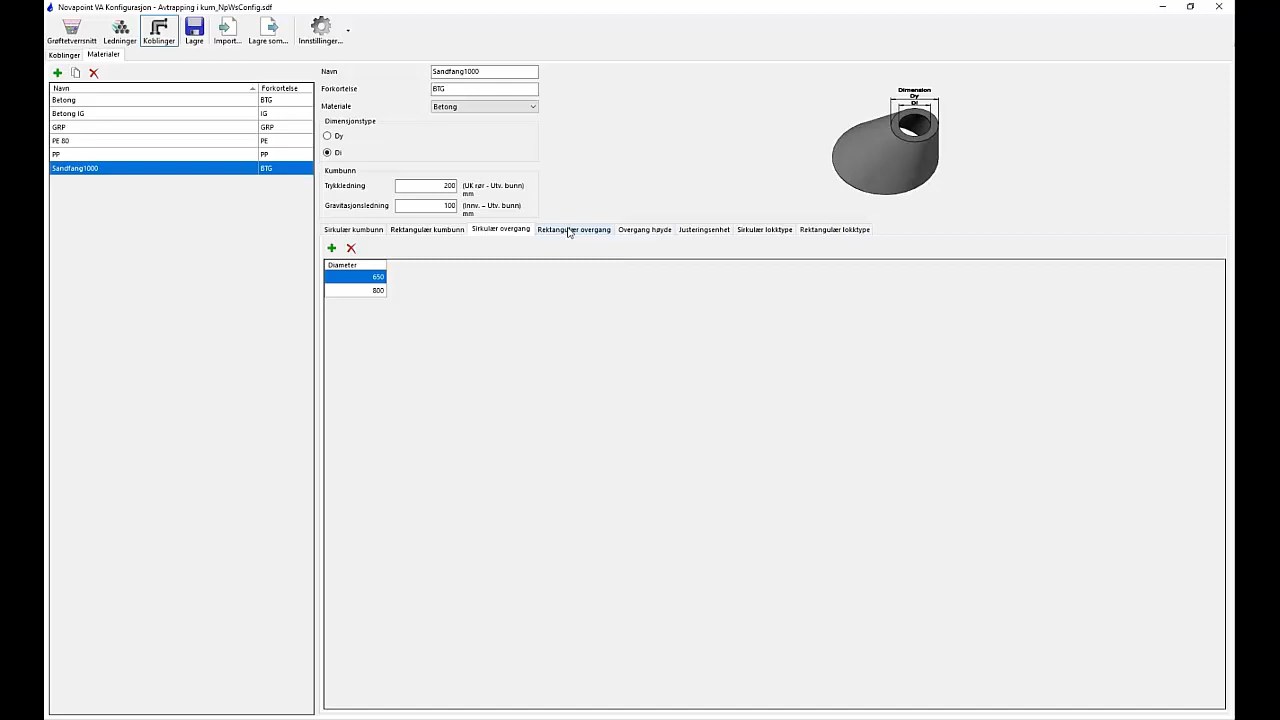 Novapoint VA Konfigurasjon - Avtrapping i kum_NpWsConfig.sdf
Grøftetverrsnitt Ledninger Koblinger Lagre Import... Lagre som... Innstillinger...
Koblinger Materialer
Navn Forkortelse
Betong BTG
Betong IG IG
GRP GRP
PE 80 PE
PP PP
Sandfang1000 BTG
Navn Sandfang1000
Forkortelse BTG
Materiale Betong
Dimensjonstype
Dy
Di
Kumbunn
Trykkledning 200 (UK rør - Utv. bunn)
mm
Gravitasjonsledning 100 (Innv. - Utv. bunn)
mm
Dimension
Dy
Di
Sirkulær kumbunn Rektangulær kumbunn Sirkulær overgang Rektangulær overgang Overgang høyde Justeringsenhet Sirkulær lokktype Rektangulær lokktype
Diameter
650
800